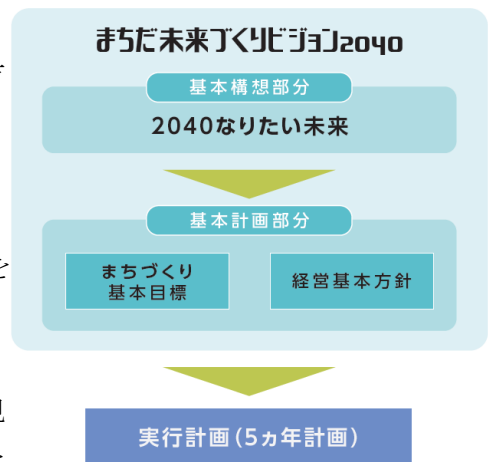 まちだ未来づくりビジョン2040
基本構想部分
2040なりたい未来
基本計画部分
まちづくり
基本目標
経営基本方針
実行計画(5ヵ年計画)
を